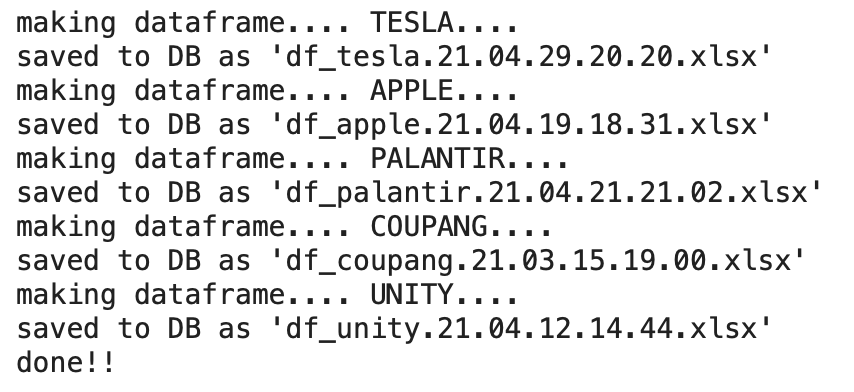 making dataframe.... TESLA....
saved to DB as 'df_tesla.21.04.29.20.20.xlsx'
making dataframe.... APPLE....
saved to DB as 'df_apple.21.04.19.18.31.xlsx'
making dataframe.... PALANTIR....
saved to DB as 'df_palantir.21.04.21.21.02.xlsx'
making dataframe.... COUPANG....
saved to DB as 'df_coupang.21.03.15.19.00.xlsx'
making dataframe.... UNITY....
saved to DB as 'df_unity.21.04.12.14.44.xlsx'
done!!